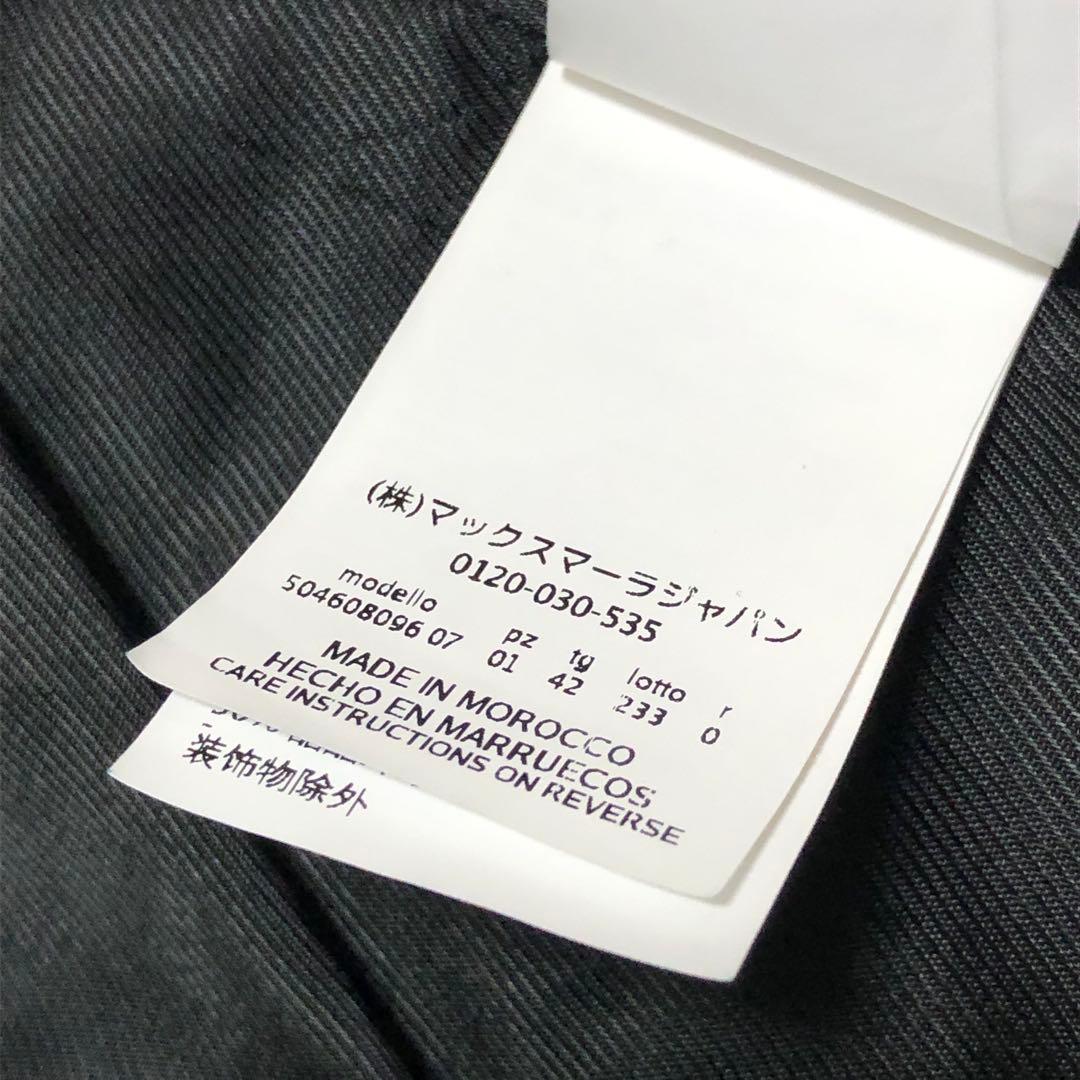 (株)マックスマーラジャパン
0120-030-535
modello pz tg lotto r
504608096 07 01 42 233 0
MADE IN MOROCCO
HECHO EN MARRUECOS
CARE INSTRUCTIONS ON REVERSE
装饰物除外